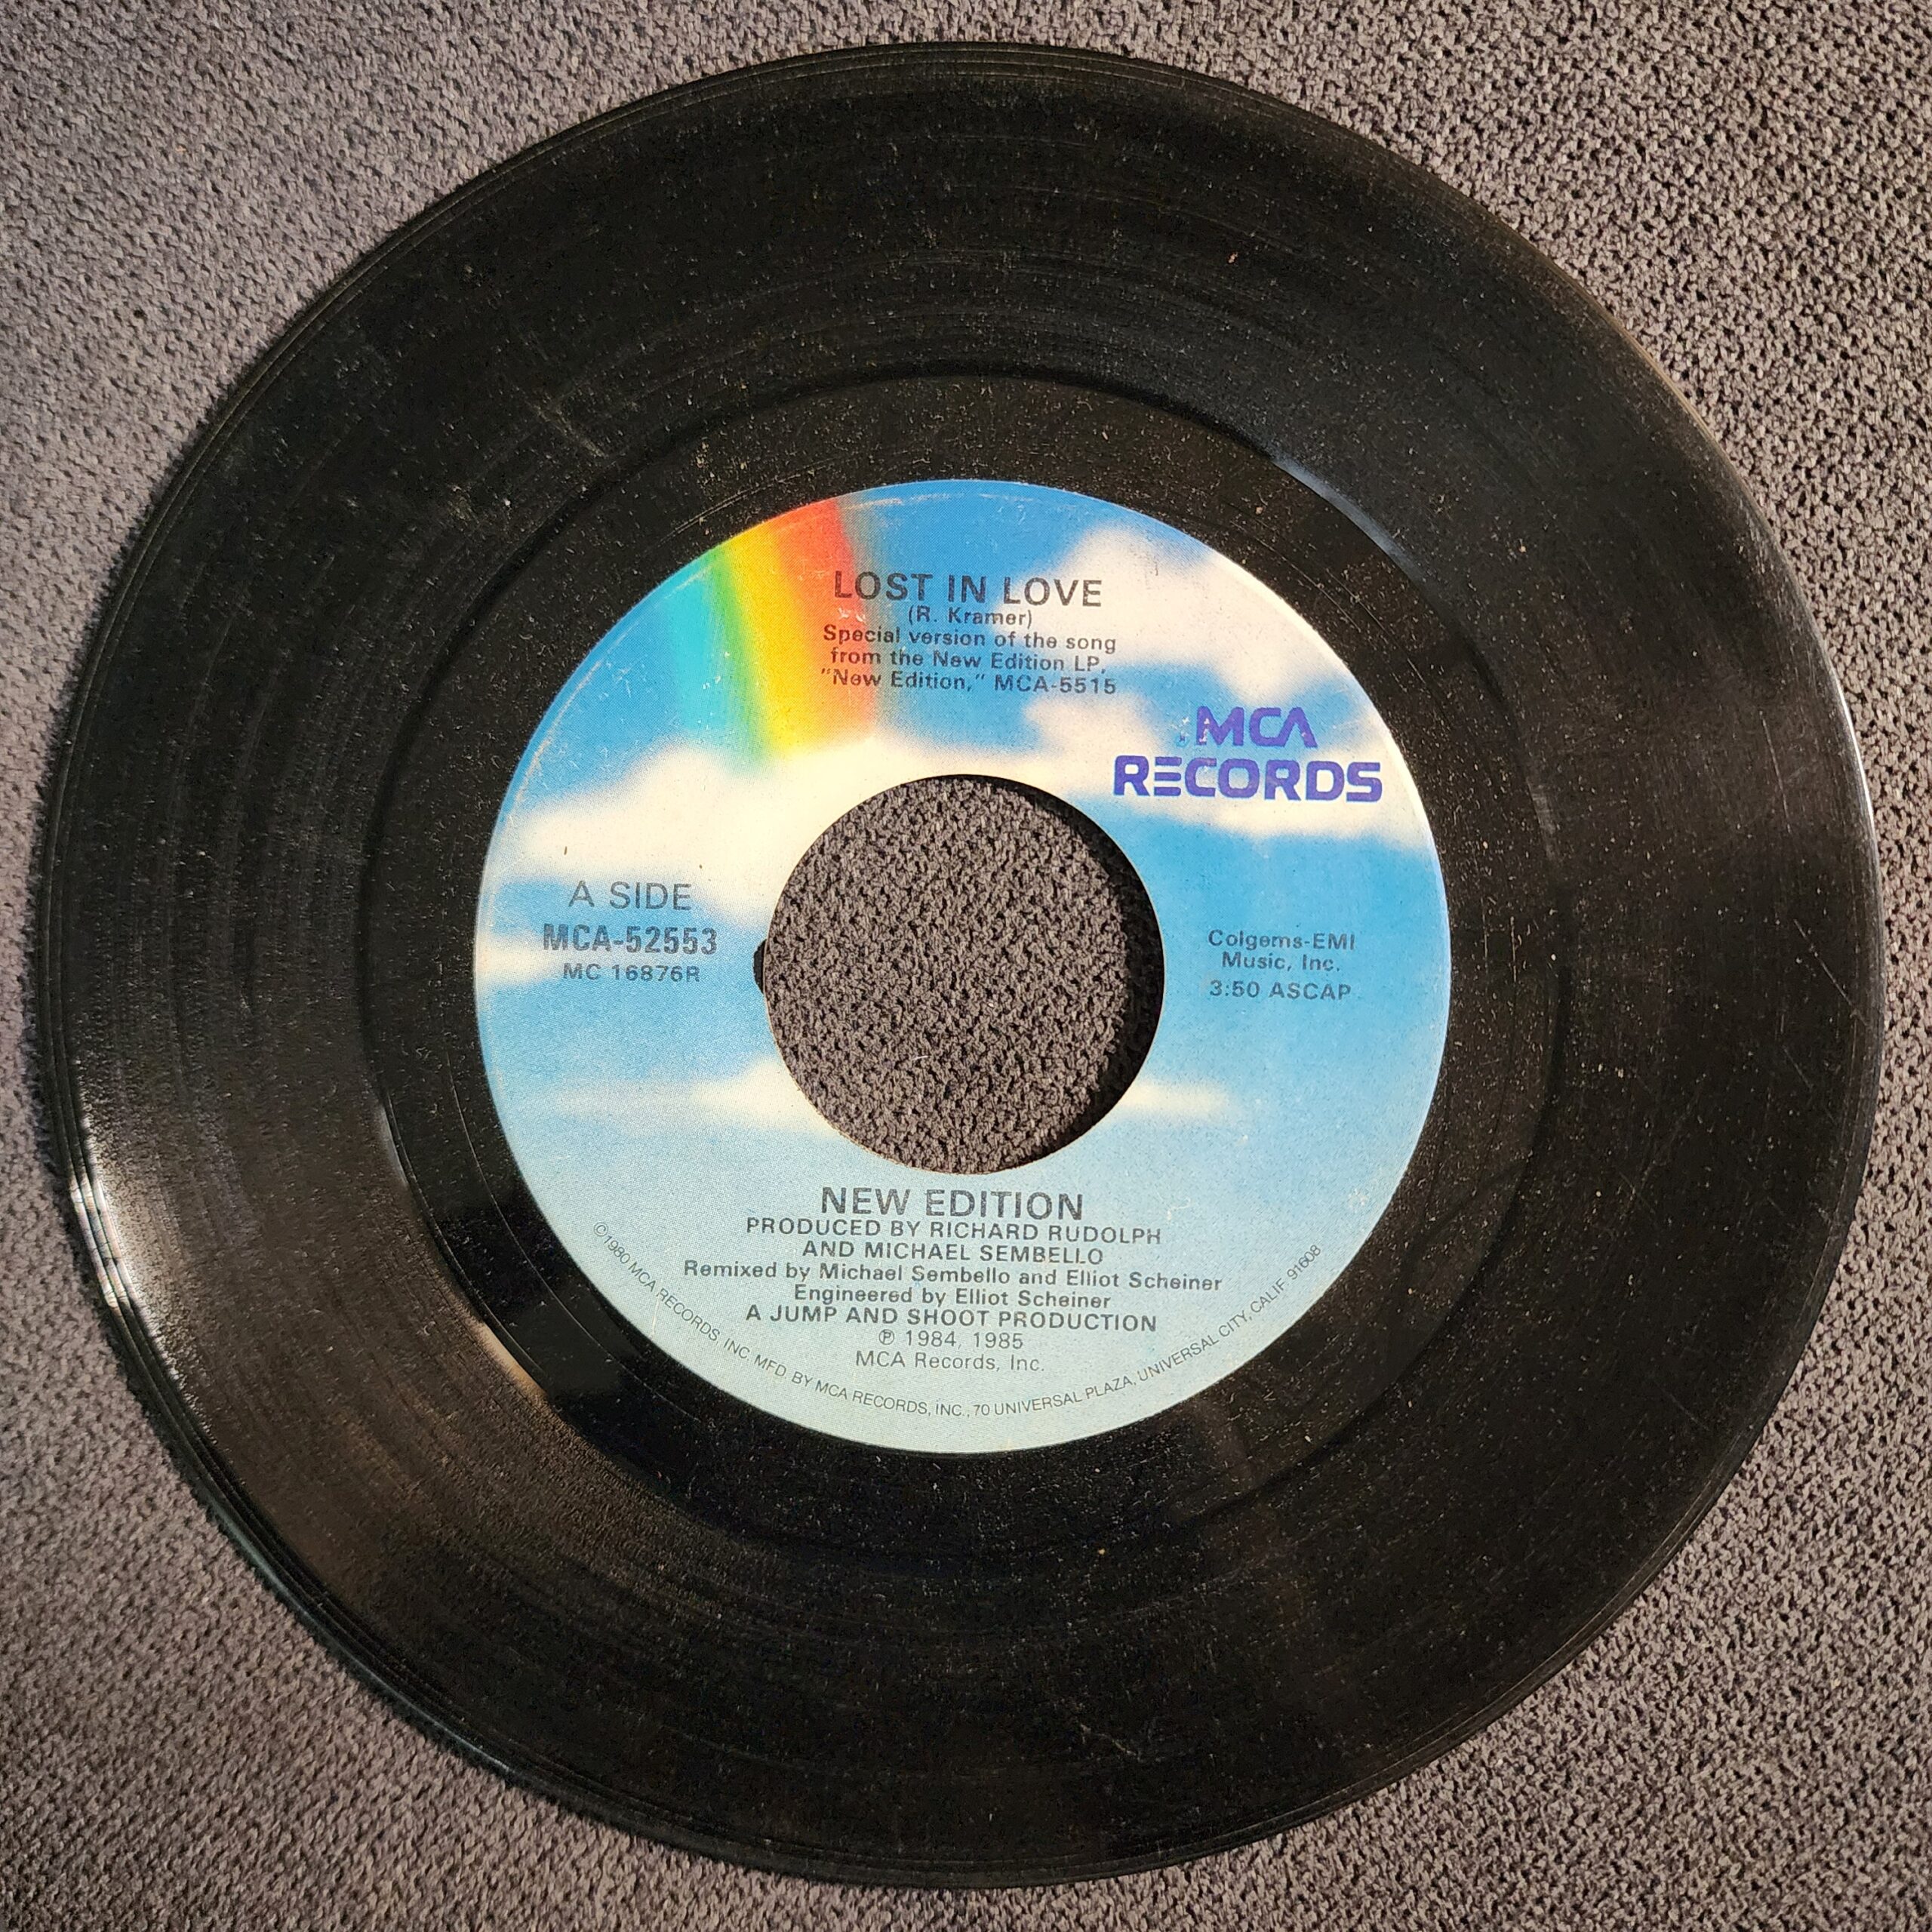 LOST IN LOVE
(R. Kramer)
Special version of the song
from the New Edition LP,
"New Edition," MCA-5515
MCA
RECORDS
A SIDE
MCA-52553
MC 16876R
Colgems-EMI
Music, Inc.
3:50 ASCAP
NEW EDITION
PRODUCED BY RICHARD RUDOLPH
AND MICHAEL SEMBELLO
Remixed by Michael Sembello and Elliot Scheiner
Engineered by Elliot Scheiner
A JUMP AND SHOOT PRODUCTION
℗ 1984, 1985
MCA Records, Inc.
©1980 MCA RECORDS, INC. MFD. BY MCA RECORDS, INC., 70 UNIVERSAL PLAZA, UNIVERSAL CITY, CALIF. 91608